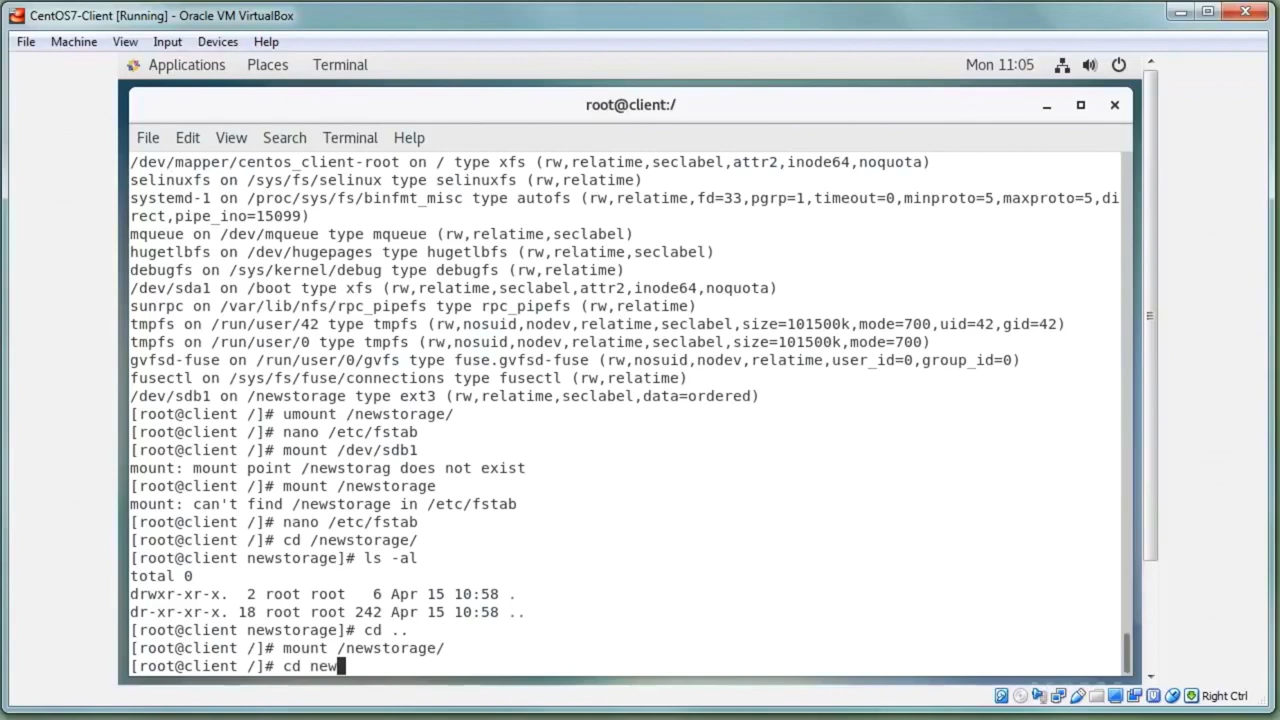 CentOS7-Client [Running] - Oracle VM VirtualBox
File Machine View Input Devices Help
Applications Places Terminal Mon 11:05
root@client:/
File Edit View Search Terminal Help
/dev/mapper/centos_client-root on / type xfs (rw,relatime,seclabel,attr2,inode64,noquota)
selinuxfs on /sys/fs/selinux type selinuxfs (rw,relatime)
systemd-1 on /proc/sys/fs/binfmt_misc type autofs (rw,relatime,fd=33,pgrp=1,timeout=0,minproto=5,maxproto=5,di
rect,pipe_ino=15099)
mqueue on /dev/mqueue type mqueue (rw,relatime,seclabel)
hugetlbfs on /dev/hugepages type hugetlbfs (rw,relatime,seclabel)
debugfs on /sys/kernel/debug type debugfs (rw,relatime)
/dev/sda1 on /boot type xfs (rw,relatime,seclabel,attr2,inode64,noquota)
sunrpc on /var/lib/nfs/rpc_pipefs type rpc_pipefs (rw,relatime)
tmpfs on /run/user/42 type tmpfs (rw,nosuid,nodev,relatime,seclabel,size=101500k,mode=700,uid=42,gid=42)
tmpfs on /run/user/0 type tmpfs (rw,nosuid,nodev,relatime,seclabel,size=101500k,mode=700)
gvfsd-fuse on /run/user/0/gvfs type fuse.gvfsd-fuse (rw,nosuid,nodev,relatime,user_id=0,group_id=0)
fusectl on /sys/fs/fuse/connections type fusectl (rw,relatime)
/dev/sdb1 on /newstorage type ext3 (rw,relatime,seclabel,data=ordered)
[root@client /]# umount /newstorage/
[root@client /]# nano /etc/fstab
[root@client /]# mount /dev/sdb1
mount: mount point /newstorag does not exist
[root@client /]# mount /newstorage
mount: can't find /newstorage in /etc/fstab
[root@client /]# nano /etc/fstab
[root@client /]# cd /newstorage/
[root@client newstorage]# ls -al
total 0
drwxr-xr-x.  2 root root   6 Apr 15 10:58 .
dr-xr-xr-x. 18 root root 242 Apr 15 10:58 ..
[root@client newstorage]# cd ..
[root@client /]# mount /newstorage/
[root@client /]# cd new
Right Ctrl